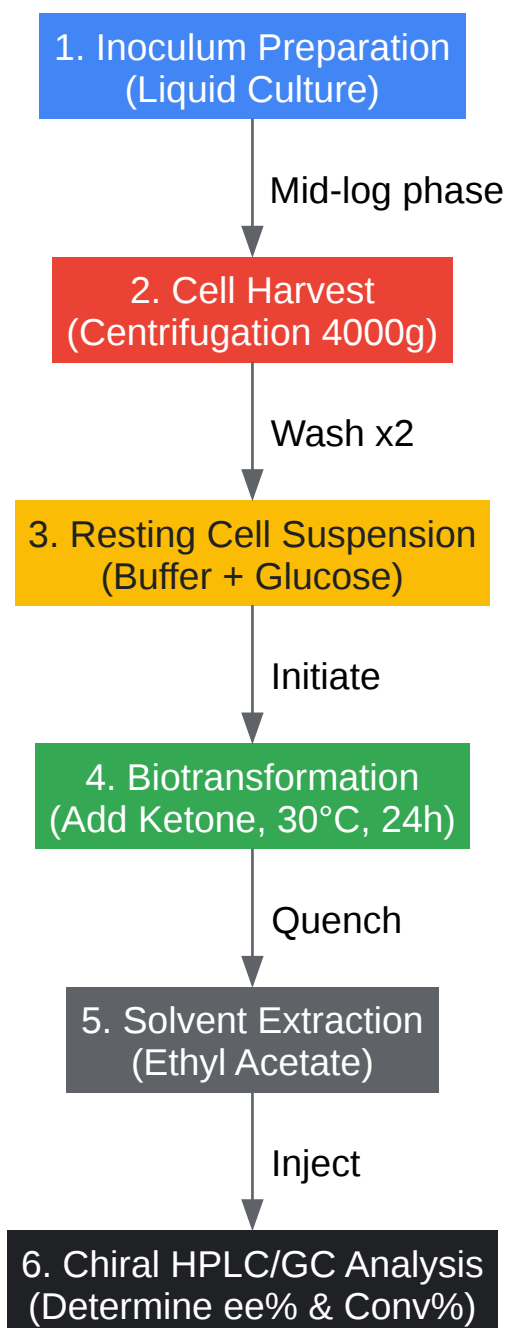 1. Inoculum Preparation
(Liquid Culture)
Mid-log phase
2. Cell Harvest
(Centrifugation 4000g)
Wash x2
3. Resting Cell Suspension
(Buffer + Glucose)
Initiate
4. Biotransformation
(Add Ketone, 30°C, 24h)
Quench
5. Solvent Extraction
(Ethyl Acetate)
Inject
6. Chiral HPLC/GC Analysis
(Determine ee% & Conv%)